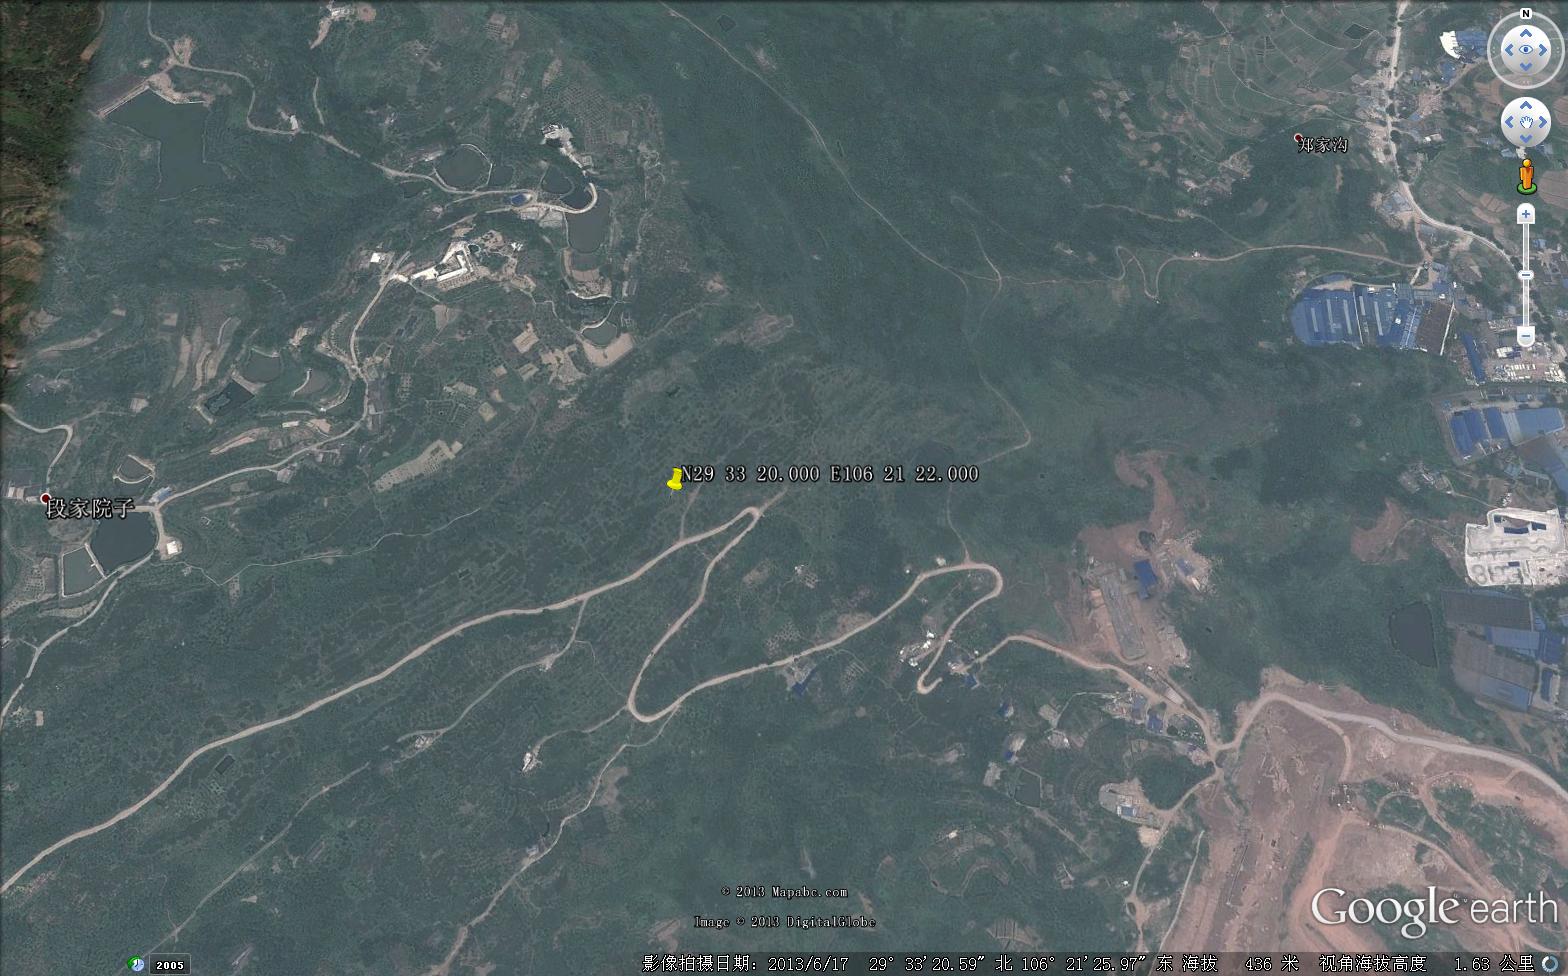 N
郑家沟
N29 33 20.000 E106 21 22.000
段家院子
© 2013 Mapabc.com
Image © 2013 DigitalGlobe
Google earth
2005
影像拍摄日期: 2013/6/17 29° 33'20.59" 北 106° 21'25.97" 东 海拔 436 米 视角海拔高度 1.63 公里